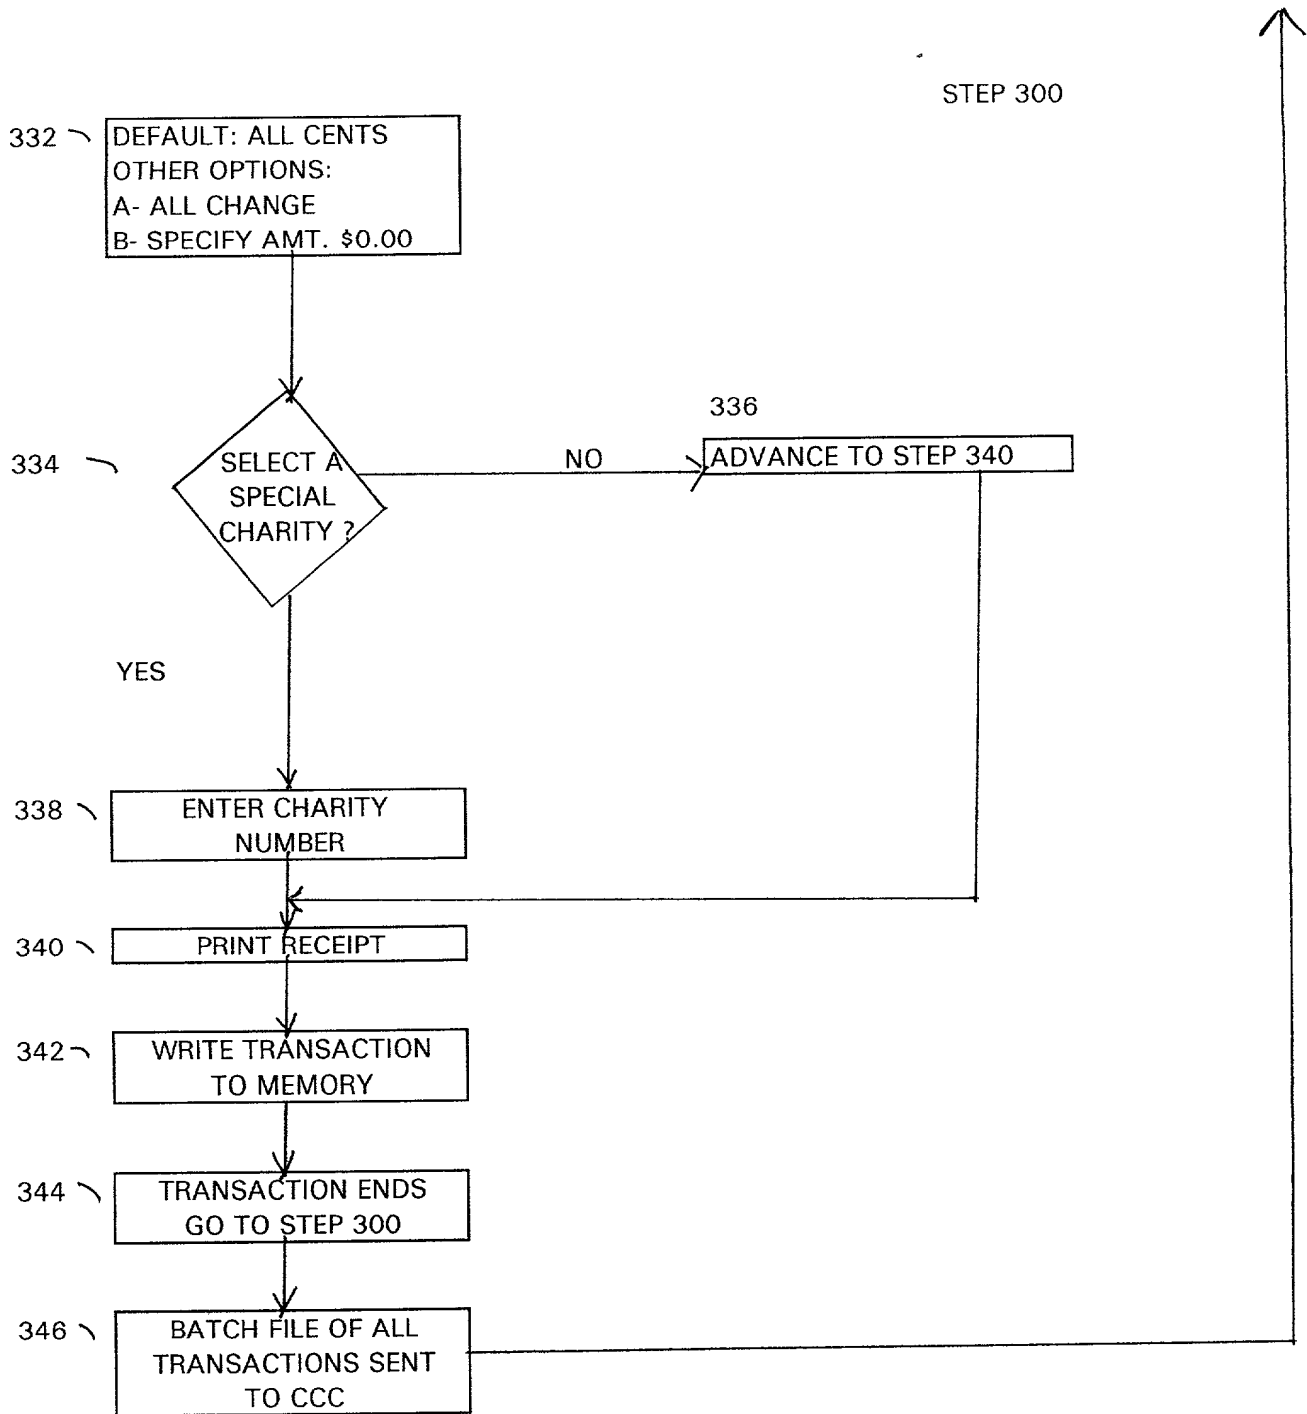 STEP 300
332
DEFAULT: ALL CENTS
OTHER OPTIONS:
A- ALL CHANGE
B- SPECIFY AMT. $0.00
334
SELECT A
SPECIAL
CHARITY ?
NO
336
ADVANCE TO STEP 340
YES
338
ENTER CHARITY
NUMBER
340
PRINT RECEIPT
342
WRITE TRANSACTION
TO MEMORY
344
TRANSACTION ENDS
GO TO STEP 300
346
BATCH FILE OF ALL
TRANSACTIONS SENT
TO CCC